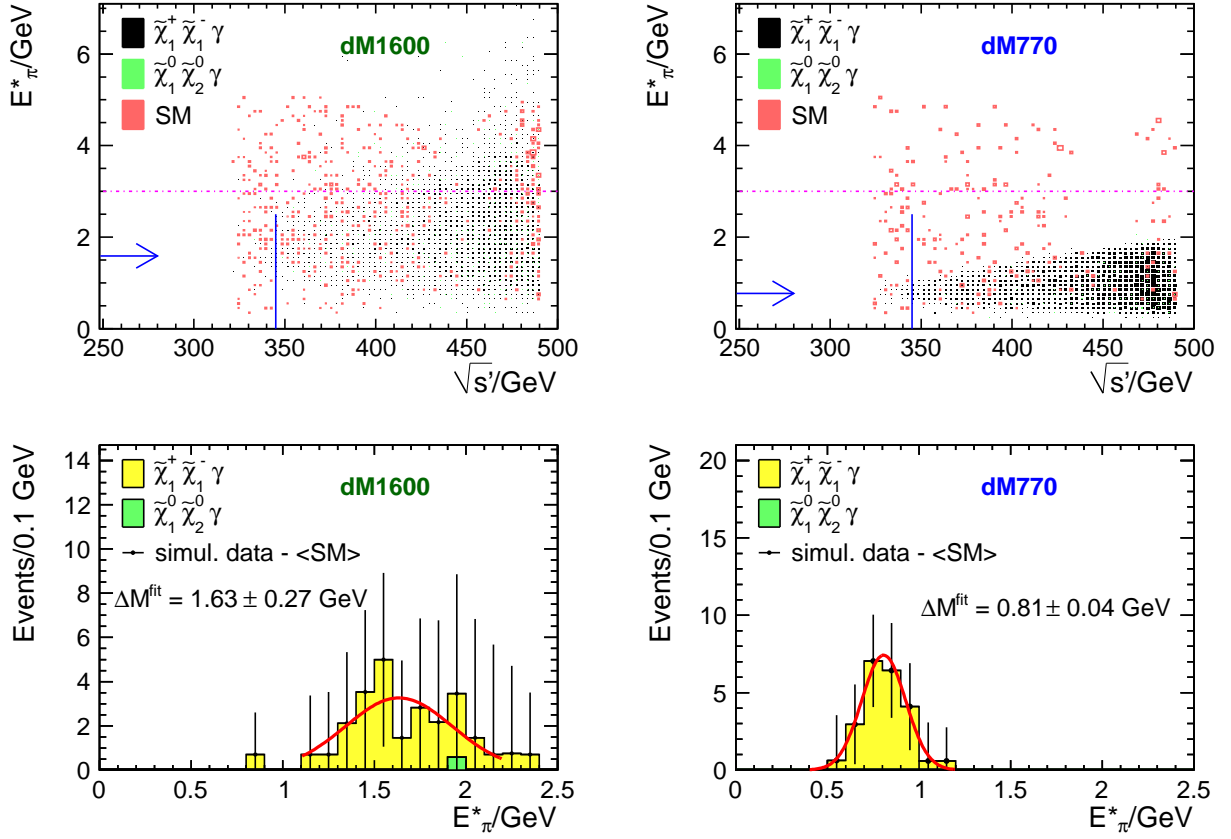 E*π/GeV
6
4
2
0
χ̃₁⁺ χ̃₁⁻ γ
χ̃₁⁰ χ̃₂⁰ γ
SM
dM1600
250 300 350 400 450 500
√s'/GeV
E*π/GeV
6
4
2
0
χ̃₁⁺ χ̃₁⁻ γ
χ̃₁⁰ χ̃₂⁰ γ
SM
dM770
250 300 350 400 450 500
√s'/GeV
Events/0.1 GeV
14
12
10
8
6
4
2
0
χ̃₁⁺ χ̃₁⁻ γ
χ̃₁⁰ χ̃₂⁰ γ
simul. data - <SM>
dM1600
ΔM^fit = 1.63 ± 0.27 GeV
0 0.5 1 1.5 2 2.5
E*π/GeV
Events/0.1 GeV
20
15
10
5
0
χ̃₁⁺ χ̃₁⁻ γ
χ̃₁⁰ χ̃₂⁰ γ
simul. data - <SM>
dM770
ΔM^fit = 0.81 ± 0.04 GeV
0 0.5 1 1.5 2 2.5
E*π/GeV